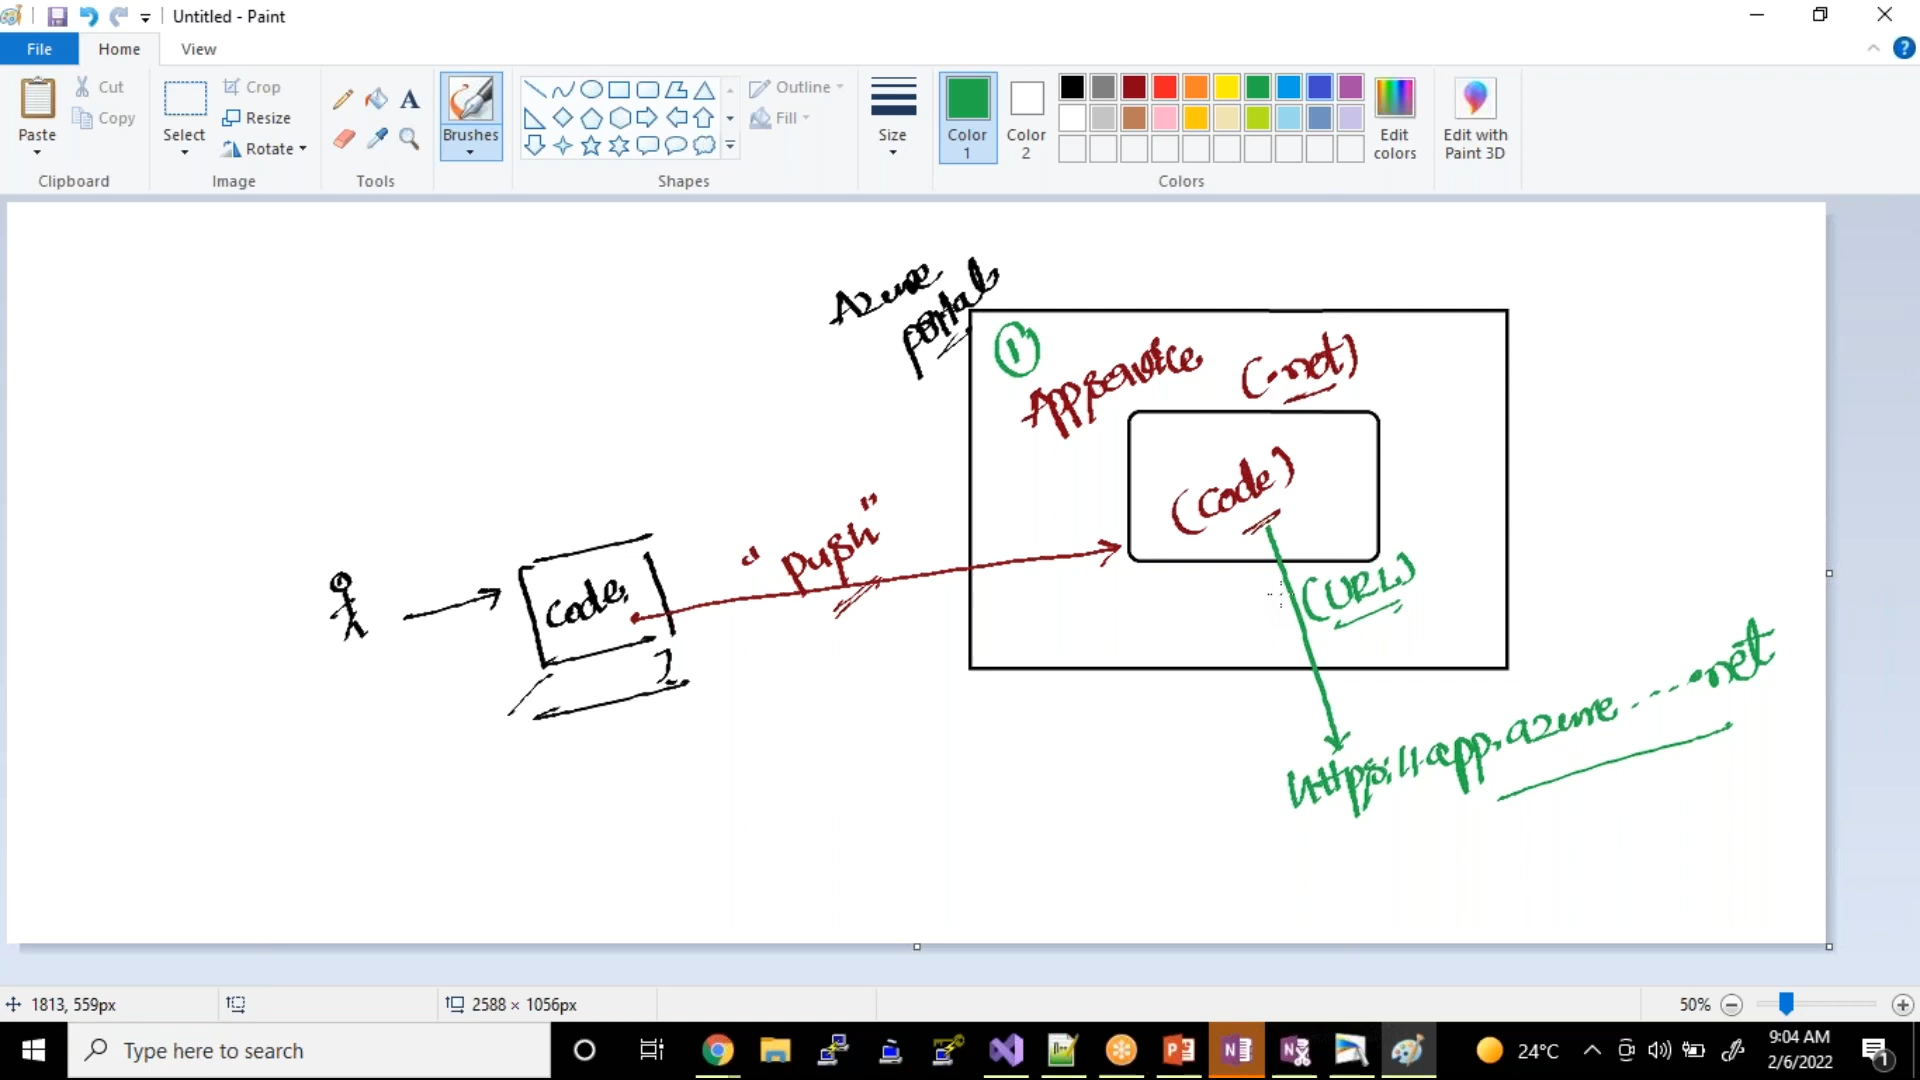 Untitled - Paint
File Home View
Cut
Copy
Paste
Clipboard
Crop
Resize
Rotate
Select
Image
Tools
Brushes
Shapes
Outline
Fill
Size
Color 1
Color 2
Edit colors
Colors
Edit with Paint 3D
Azure
portal
1
Appservice (.net)
(code)
"push"
code
(URL)
https://app.azure.....net
1813, 559px
2588 × 1056px
50%
Type here to search
24°C
9:04 AM
2/6/2022
1